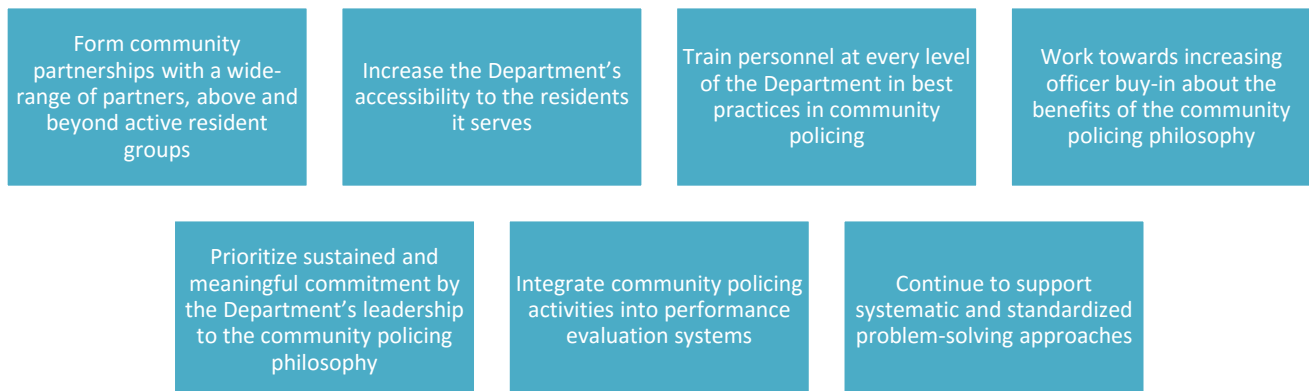 Form community
partnerships with a wide-
range of partners, above and
beyond active resident
groups
Increase the Department's
accessibility to the residents
it serves
Train personnel at every level
of the Department in best
practices in community
policing
Work towards increasing
officer buy-in about the
benefits of the community
policing philosophy
Prioritize sustained and
meaningful commitment by
the Department's leadership
to the community policing
philosophy
Integrate community policing
activities into performance
evaluation systems
Continue to support
systematic and standardized
problem-solving approaches